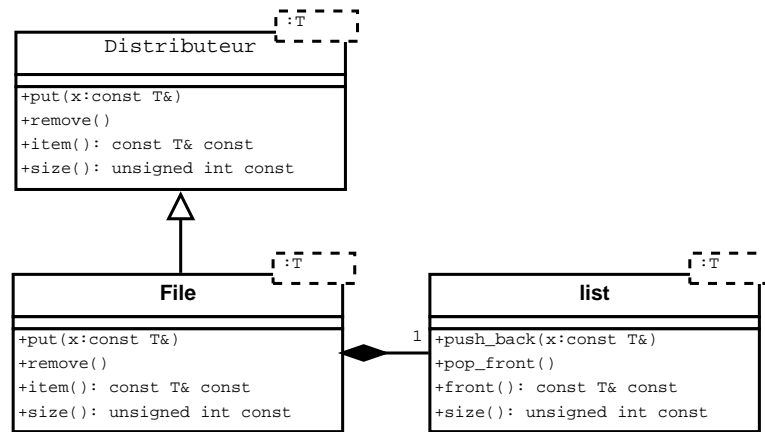 :T
Distributeur
+put(x:const T&)
+remove()
+item(): const T& const
+size(): unsigned int const
:T
File
+put(x:const T&)
+remove()
+item(): const T& const
+size(): unsigned int const
1
:T
list
+push_back(x:const T&)
+pop_front()
+front(): const T& const
+size(): unsigned int const